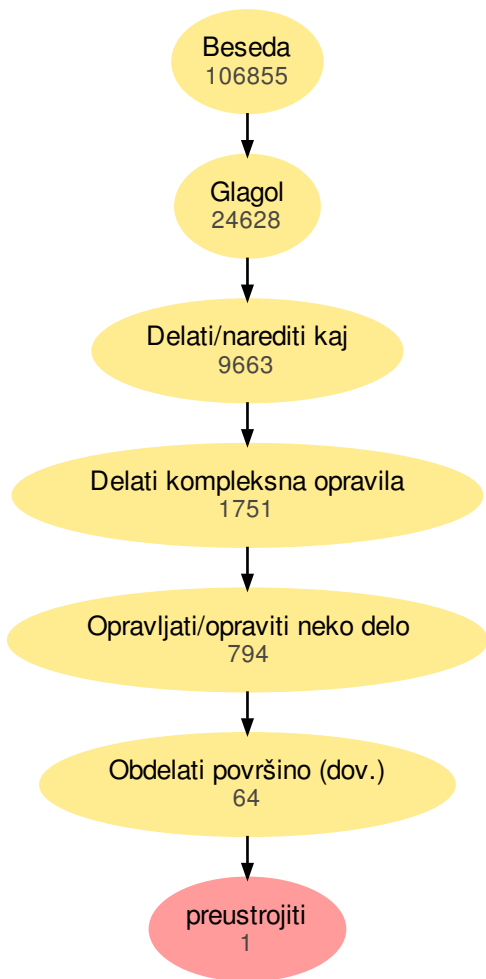 Beseda
106855
Glagol
24628
Delati/narediti kaj
9663
Delati kompleksna opravila
1751
Opravljati/opraviti neko delo
794
Obdelati površino (dov.)
64
preustrojiti
1